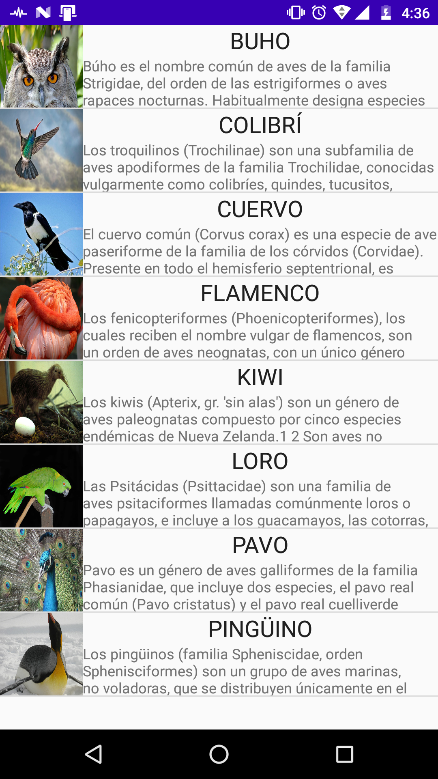 4:36
BUHO
Búho es el nombre común de aves de la familia
Strigidae, del orden de las estrigiformes o aves
rapaces nocturnas. Habitualmente designa especies
COLIBRÍ
Los troquilinos (Trochilinae) son una subfamilia de
aves apodiformes de la familia Trochilidae, conocidas
vulgarmente como colibríes, quindes, tucusitos,
CUERVO
El cuervo común (Corvus corax) es una especie de ave
paseriforme de la familia de los córvidos (Corvidae).
Presente en todo el hemisferio septentrional, es
FLAMENCO
Los fenicopteriformes (Phoenicopteriformes), los
cuales reciben el nombre vulgar de flamencos, son
un orden de aves neognatas, con un único género
KIWI
Los kiwis (Apterix, gr. 'sin alas') son un género de
aves paleognatas compuesto por cinco especies
endémicas de Nueva Zelanda.1 2 Son aves no
LORO
Las Psitácidas (Psittacidae) son una familia de
aves psitaciformes llamadas comúnmente loros o
papagayos, e incluye a los guacamayos, las cotorras,
PAVO
Pavo es un género de aves galliformes de la familia
Phasianidae, que incluye dos especies, el pavo real
común (Pavo cristatus) y el pavo real cuelliverde
PINGÜINO
Los pingüinos (familia Spheniscidae, orden
Sphenisciformes) son un grupo de aves marinas,
no voladoras, que se distribuyen únicamente en el